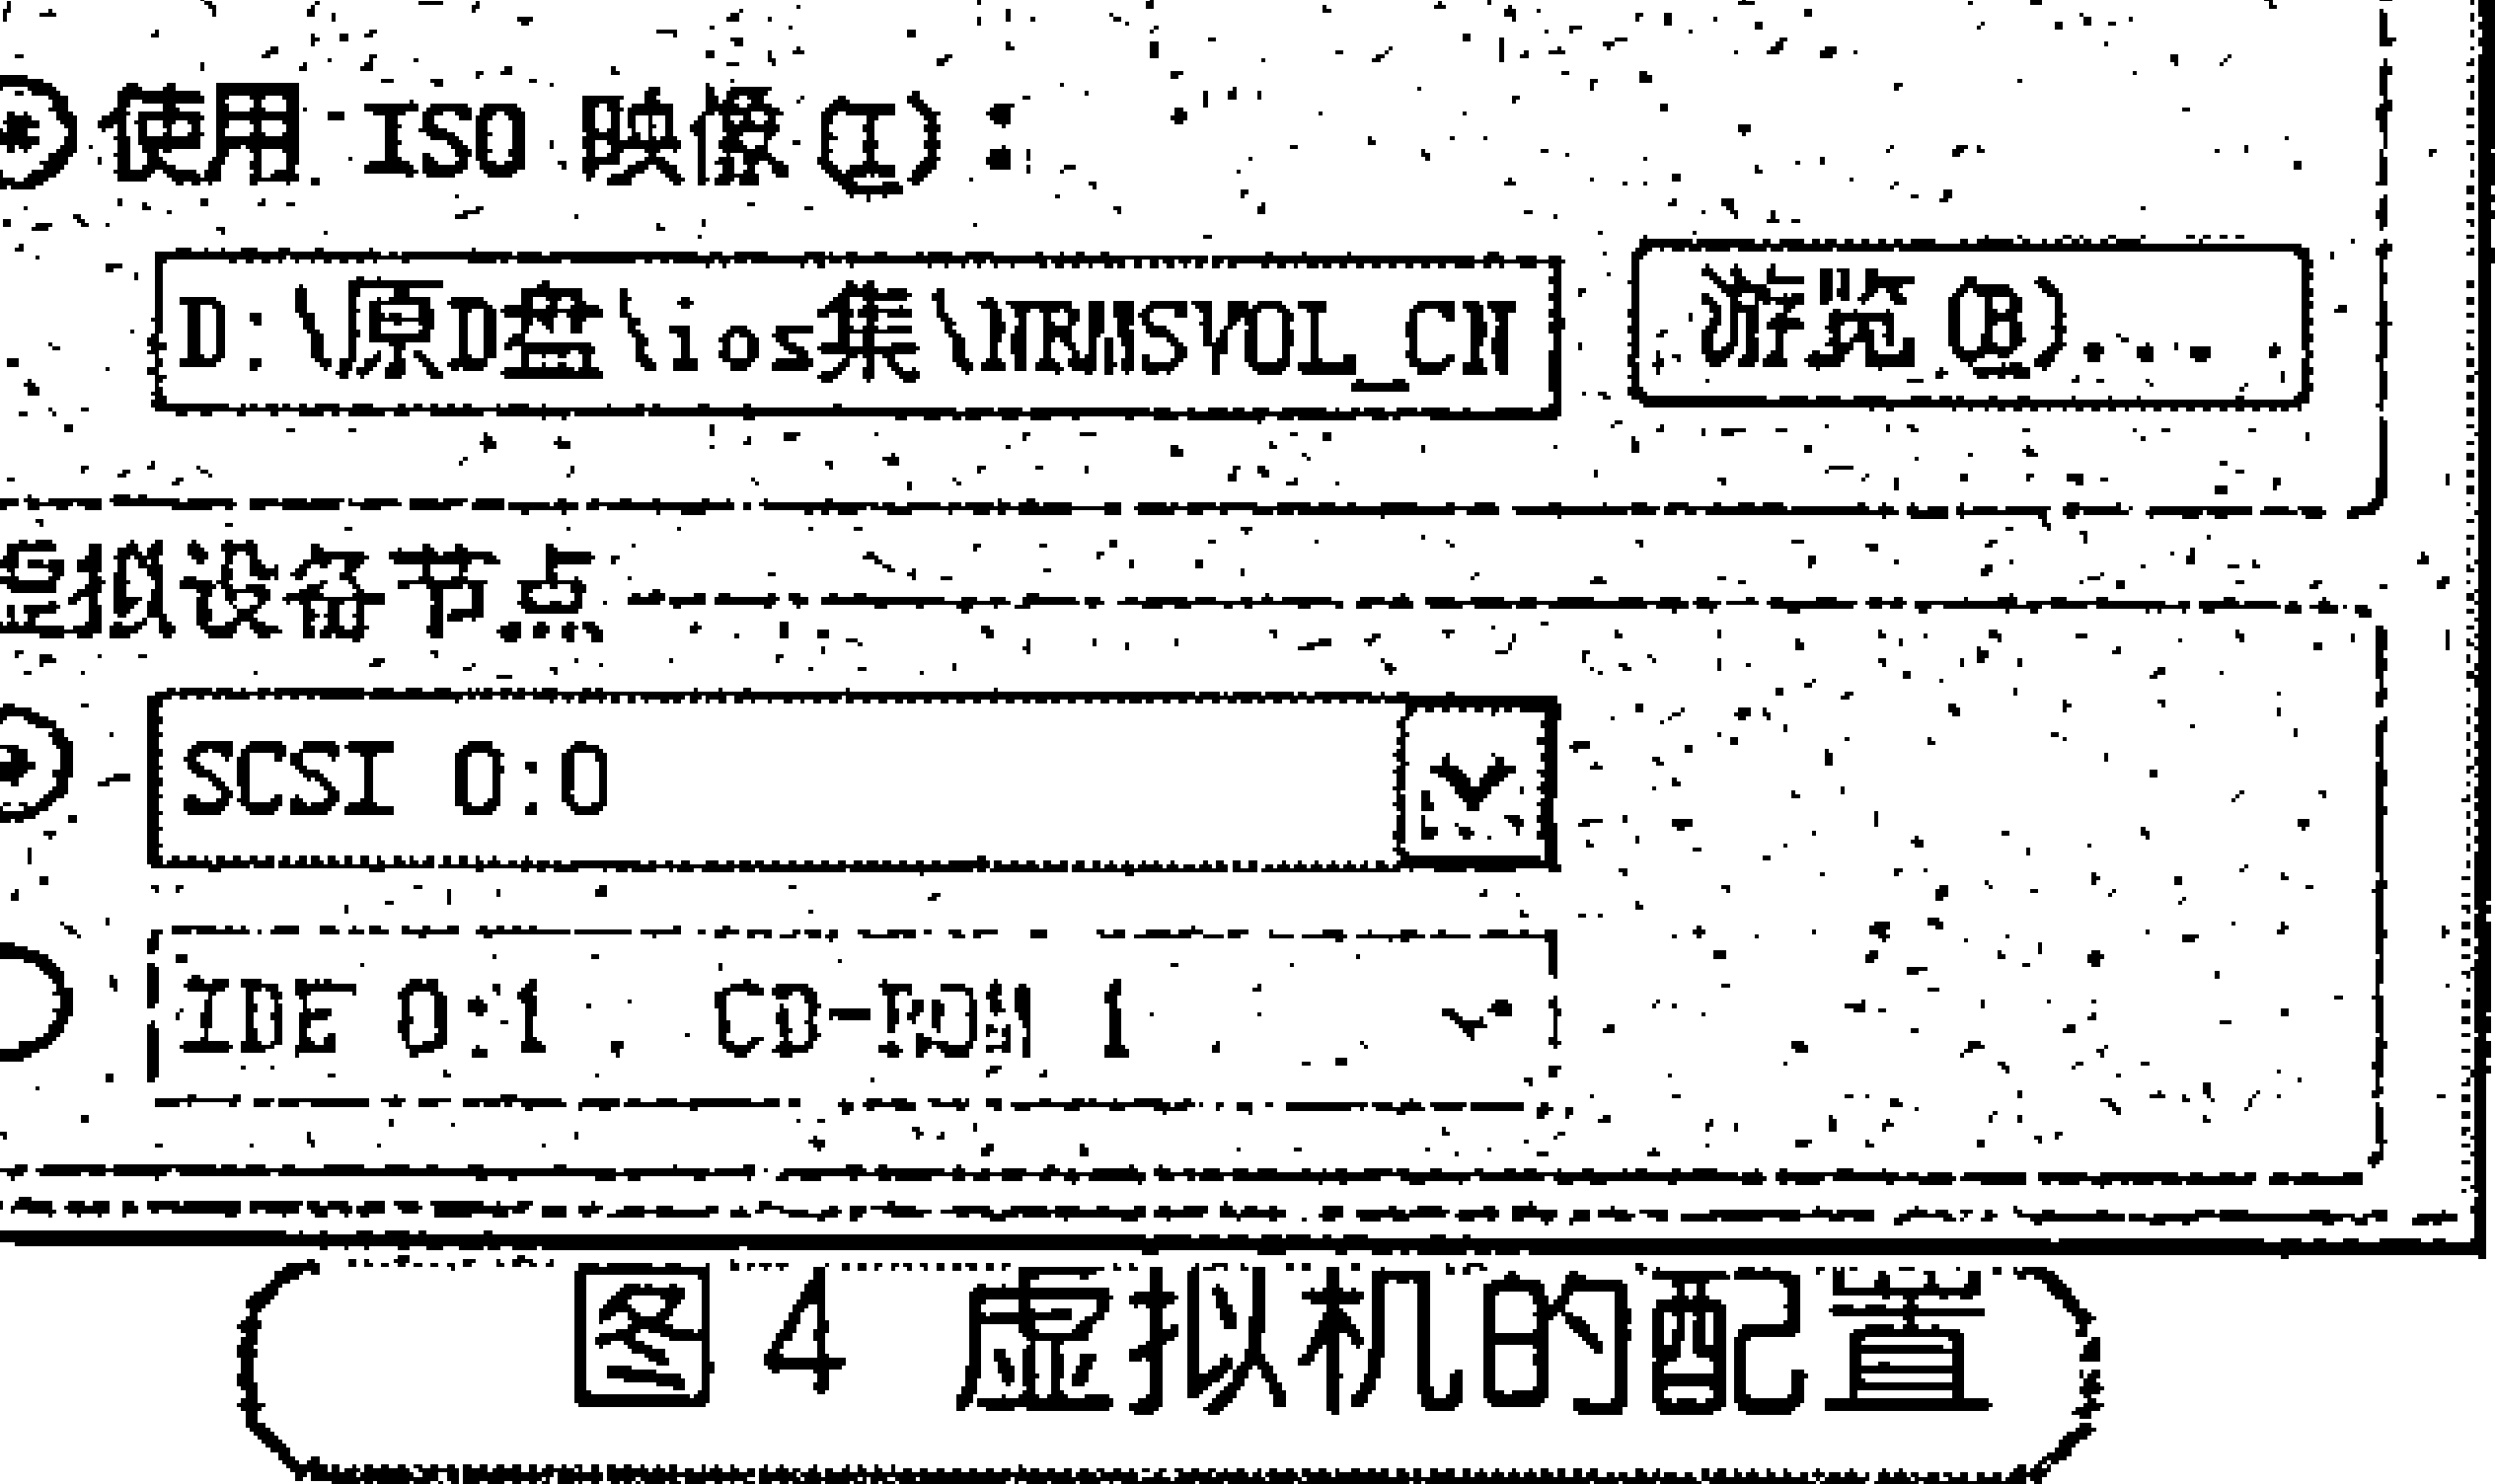 使用 ISO 映像(I):
D:\原D盘\ios集\NTRMSVOL_CN
游览(B)...
虚拟设备节点
SCSI 0:0
IDE 0:1 CD-ROM 1
图 4 虚拟机的配置